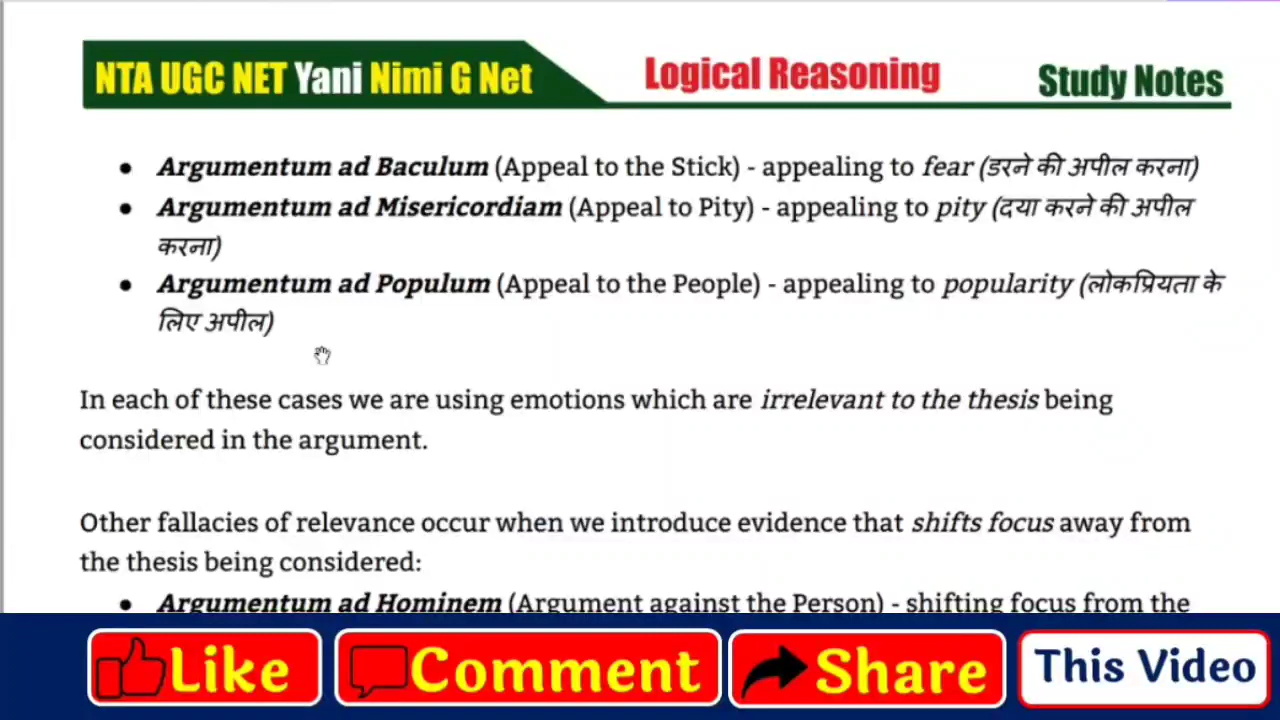 NTA UGC NET Yani Nimi G Net Logical Reasoning Study Notes
● Argumentum ad Baculum (Appeal to the Stick) - appealing to fear (डरने की अपील करना)
● Argumentum ad Misericordiam (Appeal to Pity) - appealing to pity (दया करने की अपील
करना)
● Argumentum ad Populum (Appeal to the People) - appealing to popularity (लोकप्रियता के
लिए अपील)
In each of these cases we are using emotions which are irrelevant to the thesis being
considered in the argument.
Other fallacies of relevance occur when we introduce evidence that shifts focus away from
the thesis being considered:
● Argumentum ad Hominem (Argument against the Person) - shifting focus from the
Like Comment Share This Video